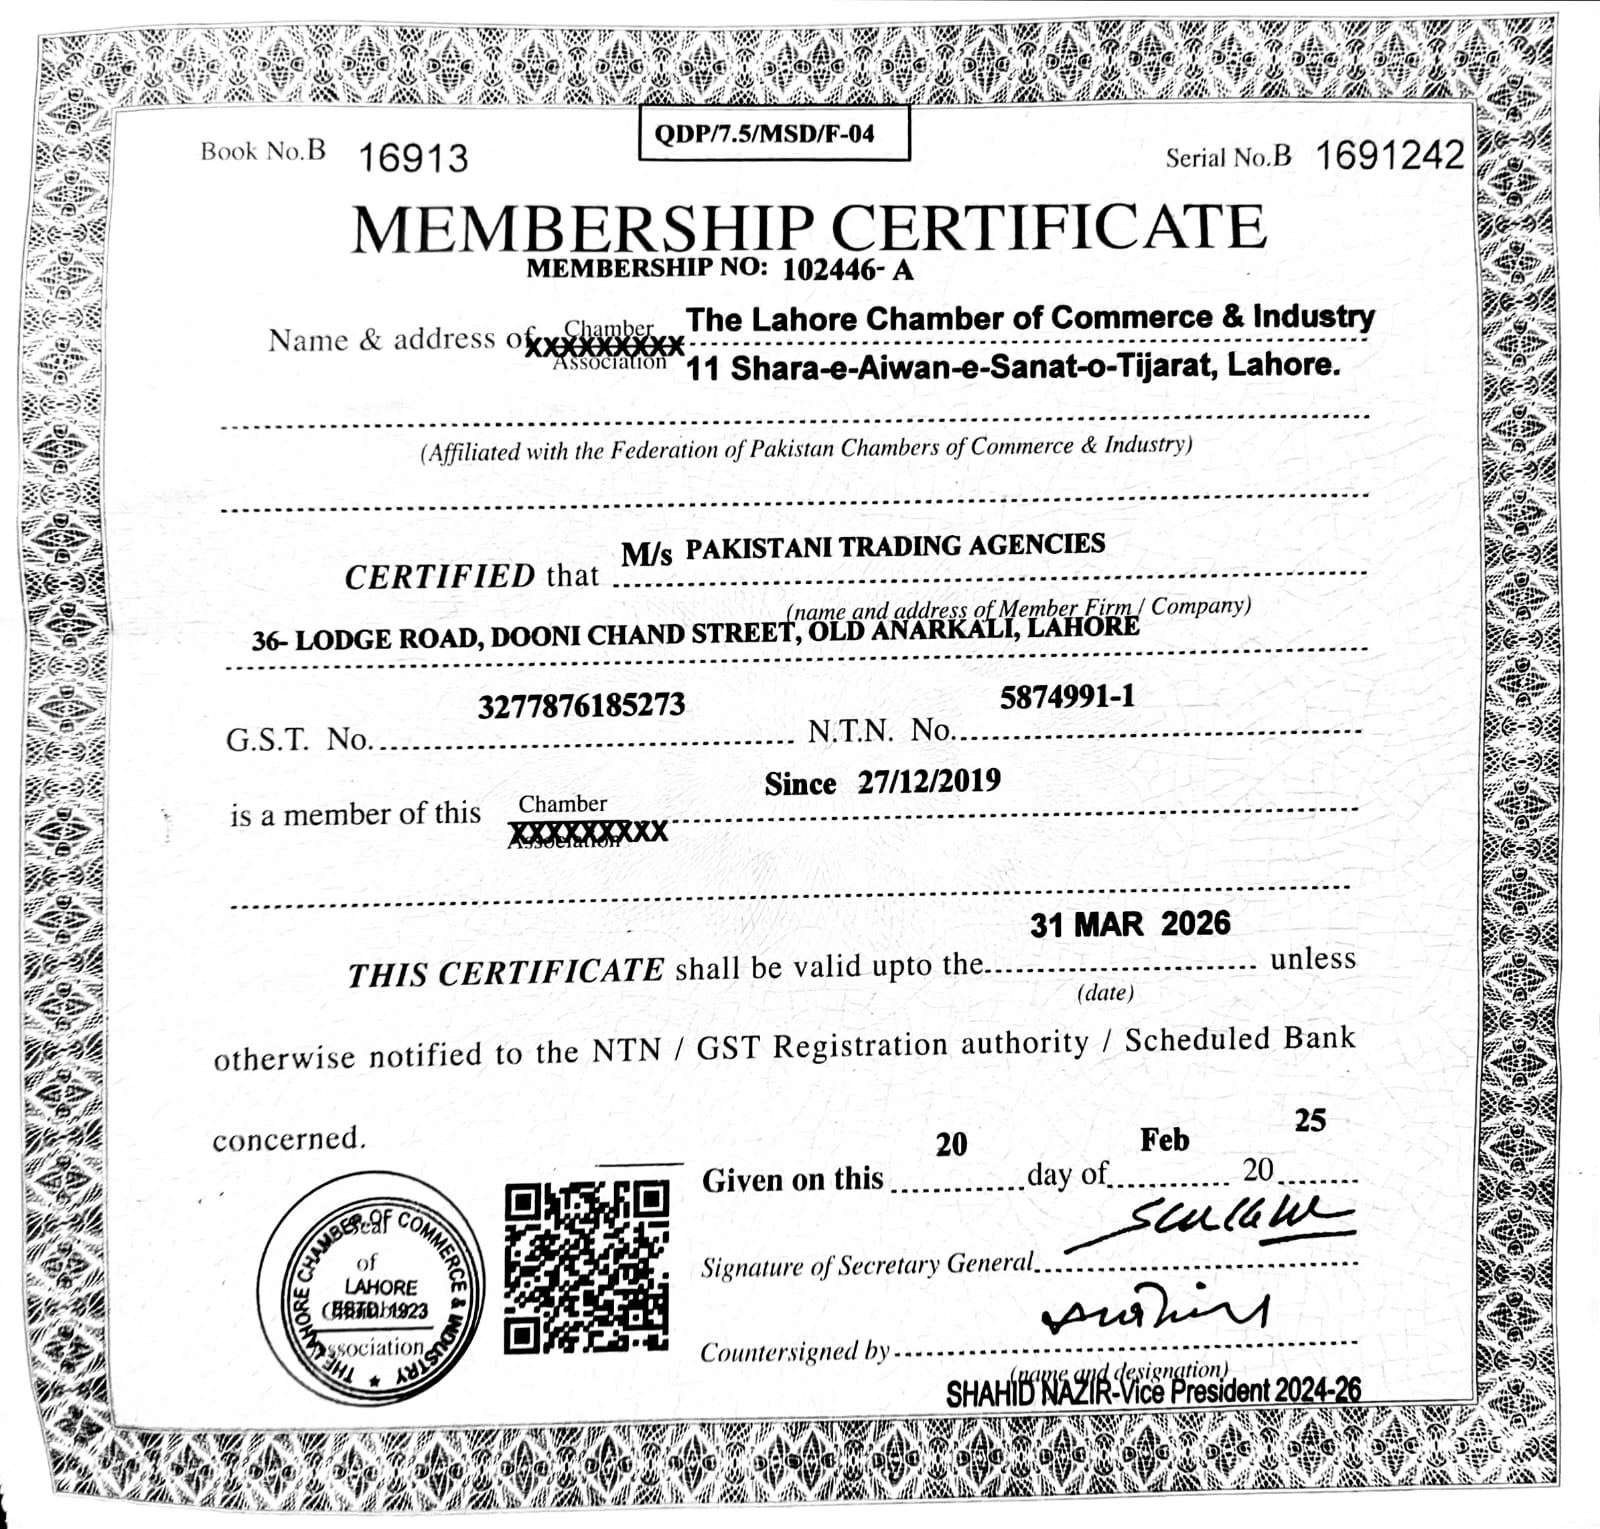 QDP/7.5/MSD/F-04
Book No.B 16913
Serial No.B 1691242
MEMBERSHIP CERTIFICATE
MEMBERSHIP NO: 102446- A
Name & address of Chamber The Lahore Chamber of Commerce & Industry
XXXXXXXXX
Association 11 Shara-e-Aiwan-e-Sanat-o-Tijarat, Lahore.
(Affiliated with the Federation of Pakistan Chambers of Commerce & Industry)
CERTIFIED that M/s PAKISTANI TRADING AGENCIES
(name and address of Member Firm / Company)
36- LODGE ROAD, DOONI CHAND STREET, OLD ANARKALI, LAHORE
G.S.T. No. 3277876185273 N.T.N. No. 5874991-1
is a member of this Chamber Since 27/12/2019
XXXXXXXXX
Association
THIS CERTIFICATE shall be valid upto the 31 MAR 2026 unless
(date)
otherwise notified to the NTN / GST Registration authority / Scheduled Bank
concerned.
Given on this 20 day of Feb 20 25
Signature of Secretary General
Countersigned by
(name and designation)
SHAHID NAZIR-Vice President 2024-26
THE LAHORE CHAMBER OF COMMERCE & INDUSTRY
Seal
of
LAHORE
(ESTD: 1923
Association